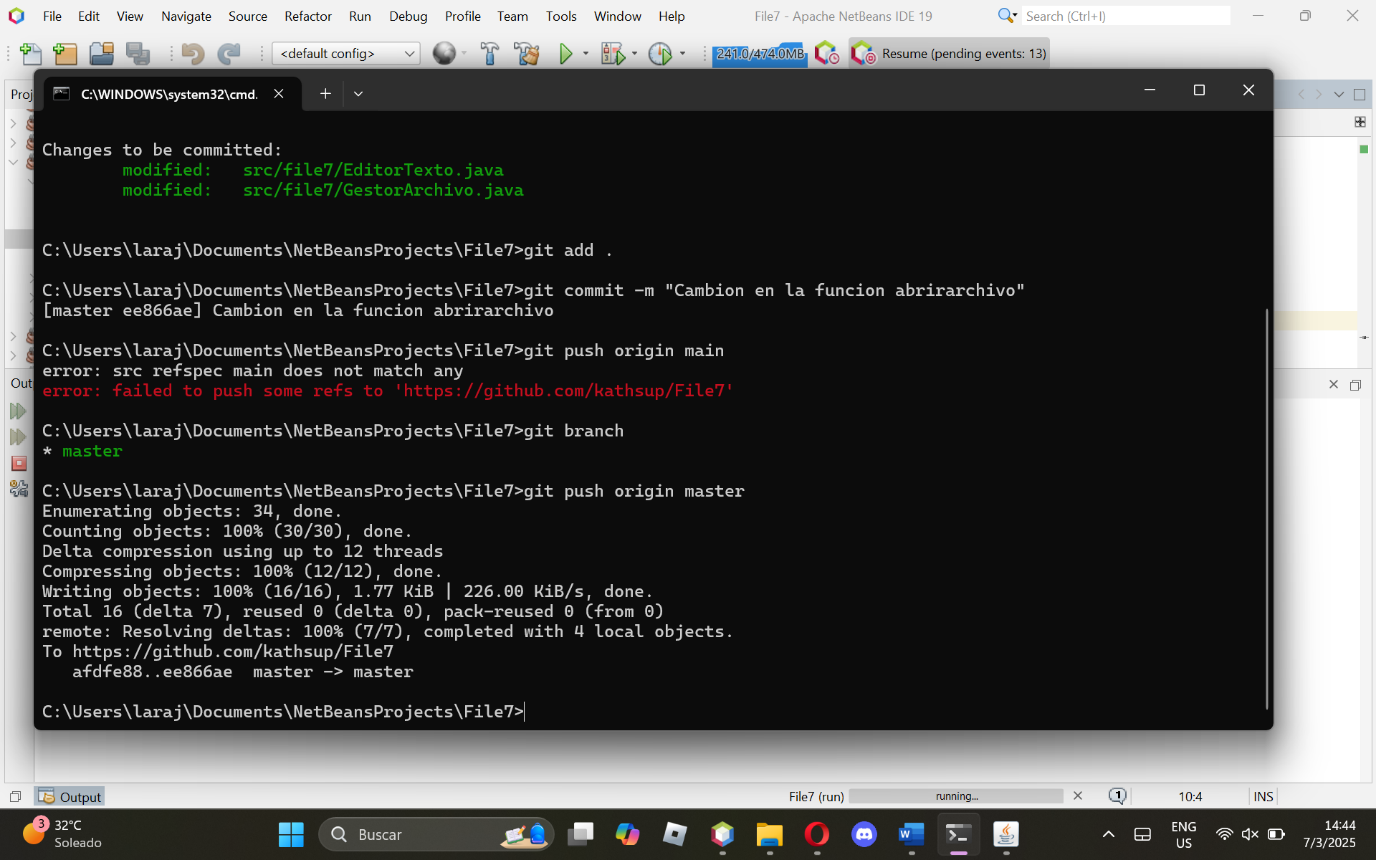 File Edit View Navigate Source Refactor Run Debug Profile Team Tools Window Help
File7 - Apache NetBeans IDE 19
Search (Ctrl+I)
<default config>
241.0/474.0MB
Resume (pending events: 13)
Proj
C:\WINDOWS\system32\cmd.
Changes to be committed:
modified: src/file7/EditorTexto.java
modified: src/file7/GestorArchivo.java
C:\Users\laraj\Documents\NetBeansProjects\File7>git add .
C:\Users\laraj\Documents\NetBeansProjects\File7>git commit -m "Cambion en la funcion abrirarchivo"
[master ee866ae] Cambion en la funcion abrirarchivo
C:\Users\laraj\Documents\NetBeansProjects\File7>git push origin main
error: src refspec main does not match any
error: failed to push some refs to 'https://github.com/kathsup/File7'
Out
C:\Users\laraj\Documents\NetBeansProjects\File7>git branch
* master
C:\Users\laraj\Documents\NetBeansProjects\File7>git push origin master
Enumerating objects: 34, done.
Counting objects: 100% (30/30), done.
Delta compression using up to 12 threads
Compressing objects: 100% (12/12), done.
Writing objects: 100% (16/16), 1.77 KiB | 226.00 KiB/s, done.
Total 16 (delta 7), reused 0 (delta 0), pack-reused 0 (from 0)
remote: Resolving deltas: 100% (7/7), completed with 4 local objects.
To https://github.com/kathsup/File7
afdfe88..ee866ae master -> master
C:\Users\laraj\Documents\NetBeansProjects\File7>
Output
File7 (run)
running...
1
10:4
INS
3
32°C
Soleado
Buscar
ENG
US
14:44
7/3/2025